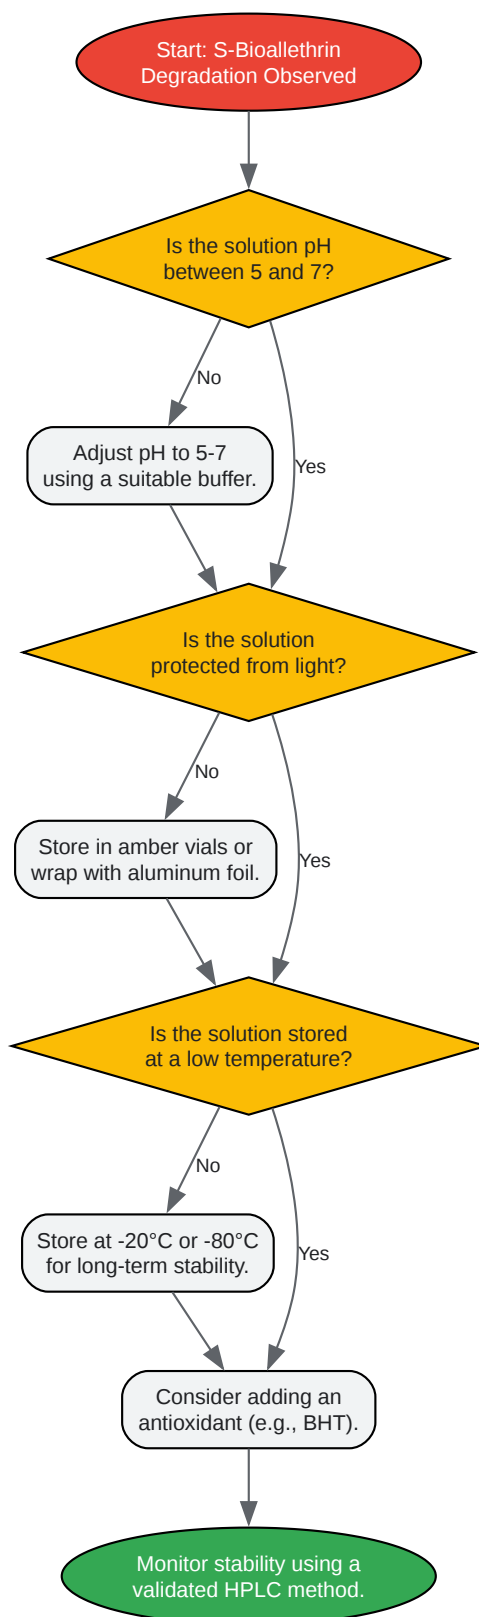 Start: S-Bioallethrin
Degradation Observed
Is the solution pH
between 5 and 7?
No
Adjust pH to 5-7
using a suitable buffer.
Yes
Is the solution
protected from light?
No
Store in amber vials or
wrap with aluminum foil.
Yes
Is the solution stored
at a low temperature?
No
Store at -20°C or -80°C
for long-term stability.
Yes
Consider adding an
antioxidant (e.g., BHT).
Monitor stability using a
validated HPLC method.